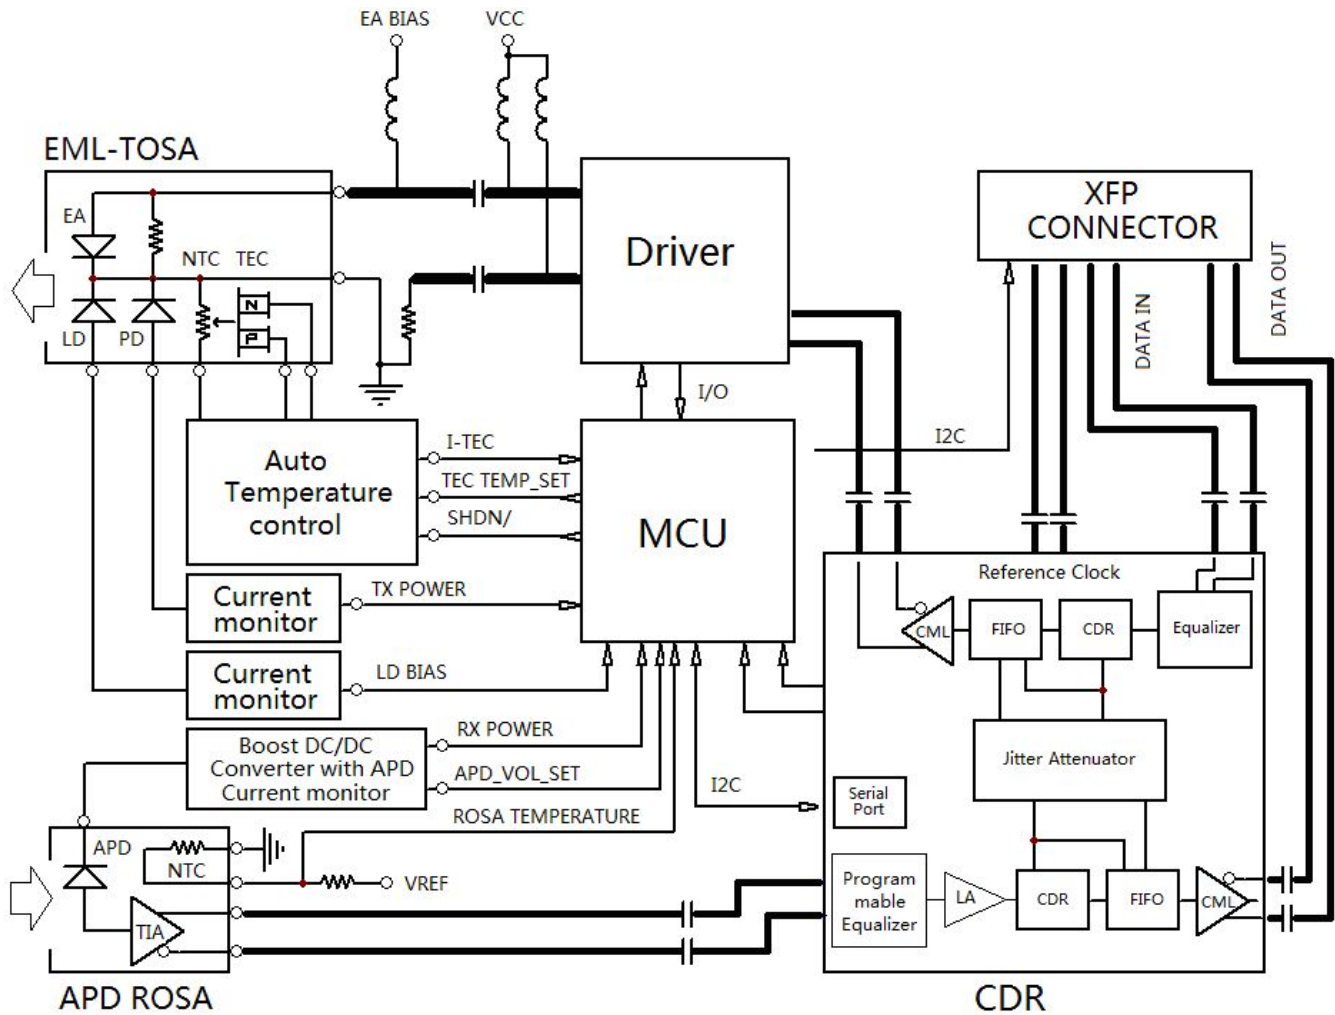 EA BIAS
VCC
EML-TOSA
EA
NTC TEC
N
P
LD
PD
Driver
XFP
CONNECTOR
DATA IN
DATA OUT
I/O
I2C
Auto
Temperature
control
I-TEC
TEC TEMP_SET
SHDN/
MCU
Current
monitor
TX POWER
Current
monitor
LD BIAS
Boost DC/DC
Converter with APD
Current monitor
RX POWER
APD_VOL_SET
ROSA TEMPERATURE
I2C
Reference Clock
CML
FIFO
CDR
Equalizer
Jitter Attenuator
Serial
Port
APD
NTC
VREF
TIA
Program
mable
Equalizer
LA
CDR
FIFO
CML
APD ROSA
CDR